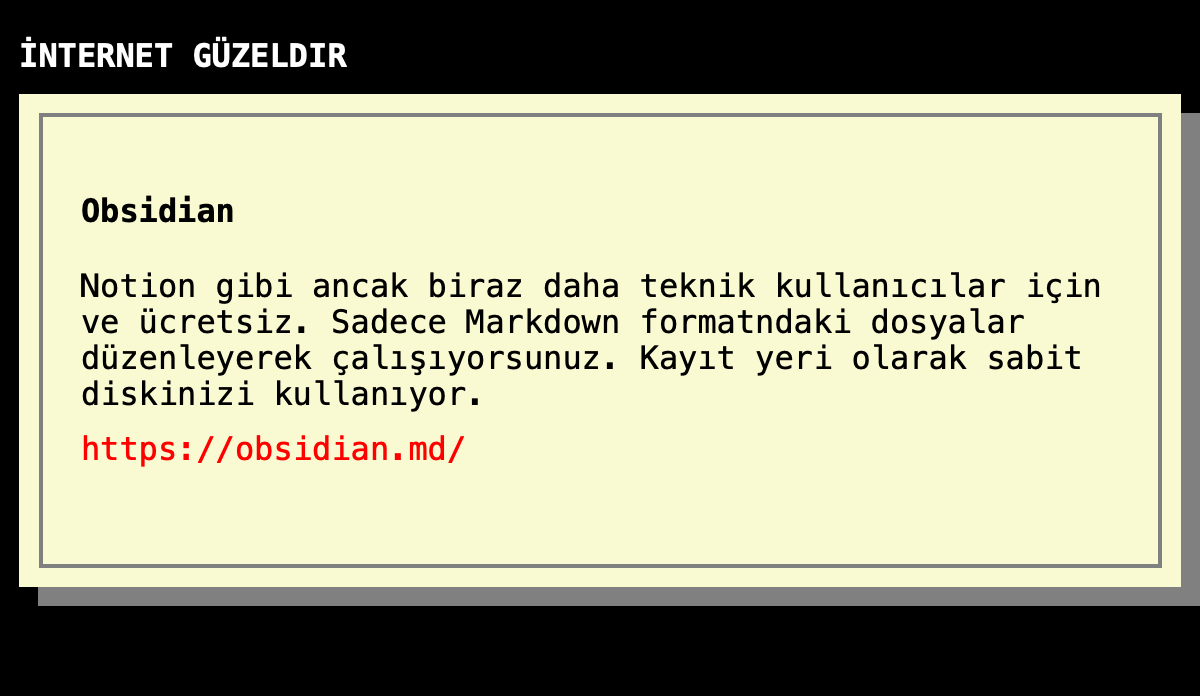 İNTERNET GÜZELDIR
Obsidian
Notion gibi ancak biraz daha teknik kullanıcılar için
ve ücretsiz. Sadece Markdown formatndaki dosyalar
düzenleyerek çalışıyorsunuz. Kayıt yeri olarak sabit
diskinizi kullanıyor.
https://obsidian.md/